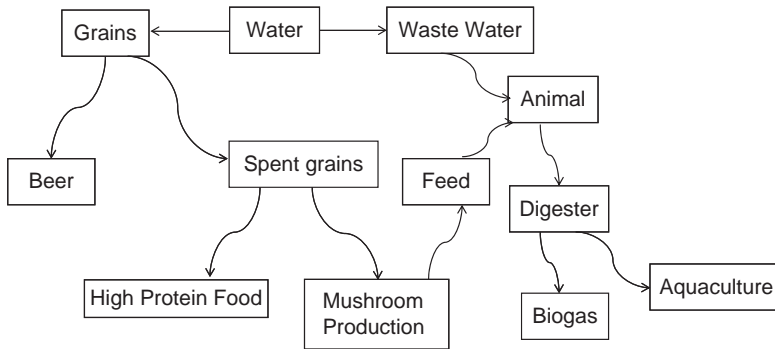 Grains
Water
Waste Water
Animal
Beer
Spent grains
Feed
Digester
High Protein Food
Mushroom
Production
Biogas
Aquaculture